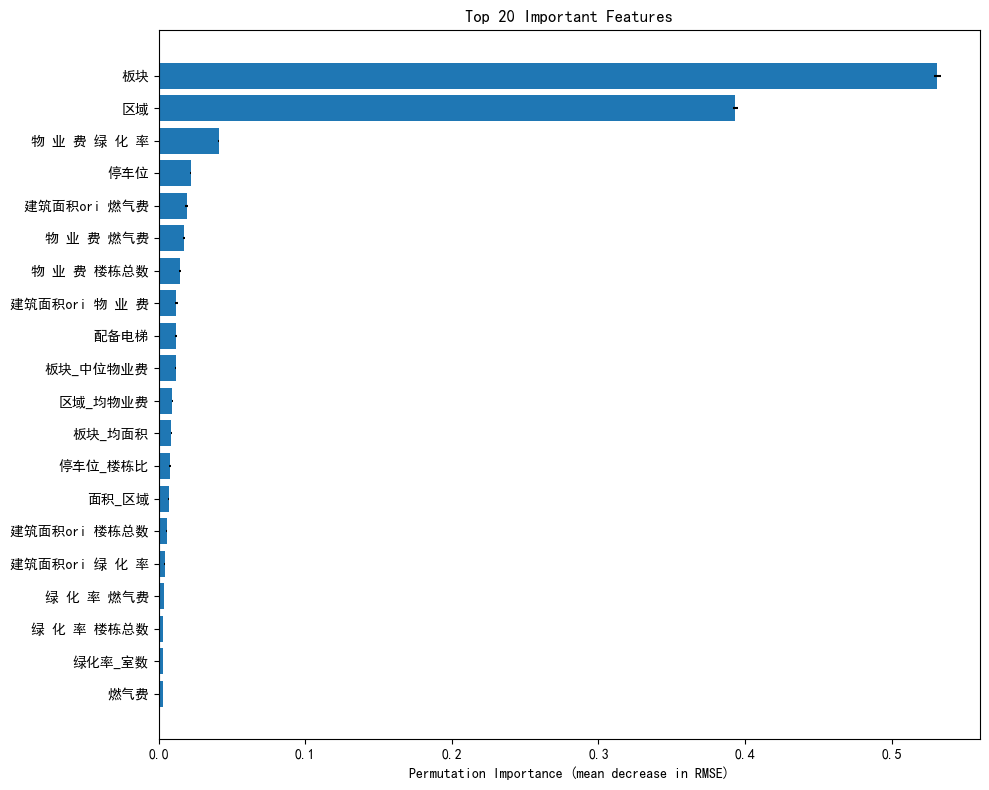 Top 20 Important Features
板块
区域
物 业 费 绿 化 率
停车位
建筑面积ori 燃气费
物 业 费 燃气费
物 业 费 楼栋总数
建筑面积ori 物 业 费
配备电梯
板块_中位物业费
区域_均物业费
板块_均面积
停车位_楼栋比
面积_区域
建筑面积ori 楼栋总数
建筑面积ori 绿 化 率
绿 化 率 燃气费
绿 化 率 楼栋总数
绿化率_室数
燃气费
0.0 0.1 0.2 0.3 0.4 0.5
Permutation Importance (mean decrease in RMSE)